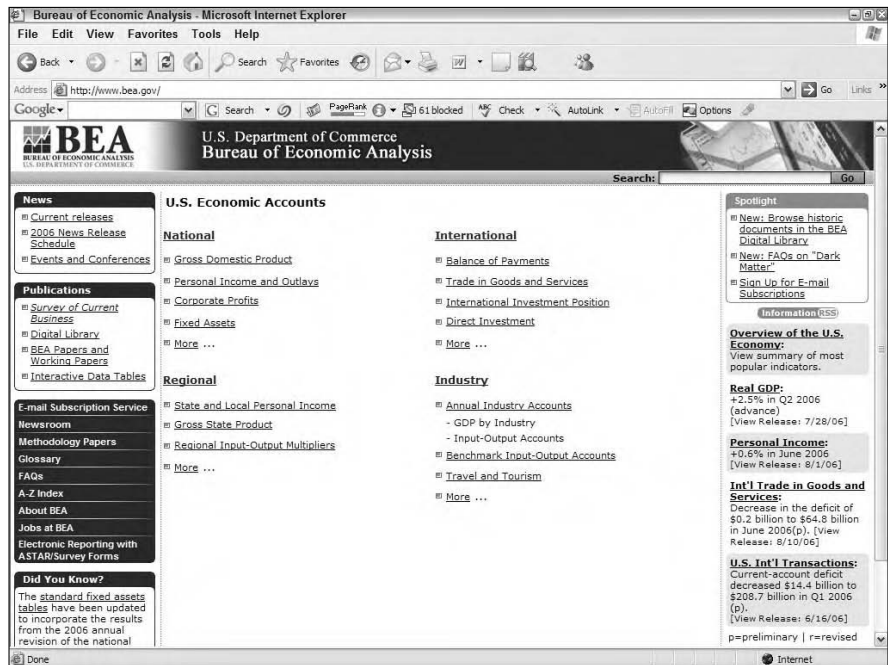 Bureau of Economic Analysis - Microsoft Internet Explorer
File Edit View Favorites Tools Help
Back Search Favorites
Address http://www.bea.gov/ Go Links »
Google Search PageRank 61 blocked Check AutoLink AutoFill Options
BEA
BUREAU OF ECONOMIC ANALYSIS
U.S. DEPARTMENT OF COMMERCE
U.S. Department of Commerce
Bureau of Economic Analysis
Search: Go
News
Current releases
2006 News Release
Schedule
Events and Conferences
Publications
Survey of Current
Business
Digital Library
BEA Papers and
Working Papers
Interactive Data Tables
E-mail Subscription Service
Newsroom
Methodology Papers
Glossary
FAQs
A-Z Index
About BEA
Jobs at BEA
Electronic Reporting with
ASTAR/Survey Forms
Did You Know?
The standard fixed assets
tables have been updated
to incorporate the results
from the 2006 annual
revision of the national
U.S. Economic Accounts
National
Gross Domestic Product
Personal Income and Outlays
Corporate Profits
Fixed Assets
More ...
International
Balance of Payments
Trade in Goods and Services
International Investment Position
Direct Investment
More ...
Regional
State and Local Personal Income
Gross State Product
Regional Input-Output Multipliers
More ...
Industry
Annual Industry Accounts
- GDP by Industry
- Input-Output Accounts
Benchmark Input-Output Accounts
Travel and Tourism
More ...
Spotlight
New: Browse historic
documents in the BEA
Digital Library
New: FAQs on "Dark
Matter"
Sign Up for E-mail
Subscriptions
Information RSS
Overview of the U.S.
Economy:
View summary of most
popular indicators.
Real GDP:
+2.5% in Q2 2006
(advance)
[View Release: 7/28/06]
Personal Income:
+0.6% in June 2006
[View Release: 8/1/06]
Int'l Trade in Goods and
Services:
Decrease in the deficit of
$0.2 billion to $64.8 billion
in June 2006(p). [View
Release: 8/10/06]
U.S. Int'l Transactions:
Current-account deficit
decreased $14.4 billion to
$208.7 billion in Q1 2006
(p).
[View Release: 6/16/06]
p=preliminary | r=revised
Done Internet